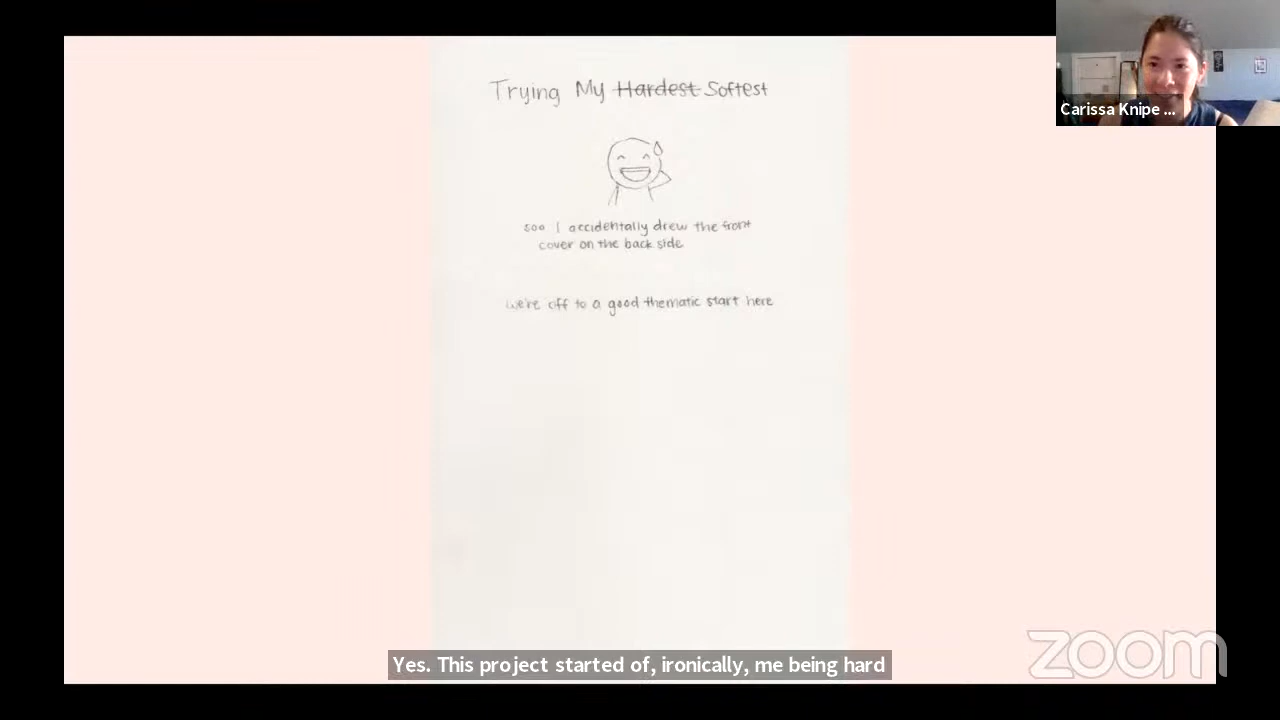 Trying My Hardest Softest
Carissa Knipe ...
soo I accidentally drew the front
cover on the back side
we're off to a good thematic start here
Yes. This project started of, ironically, me being hard
zoom